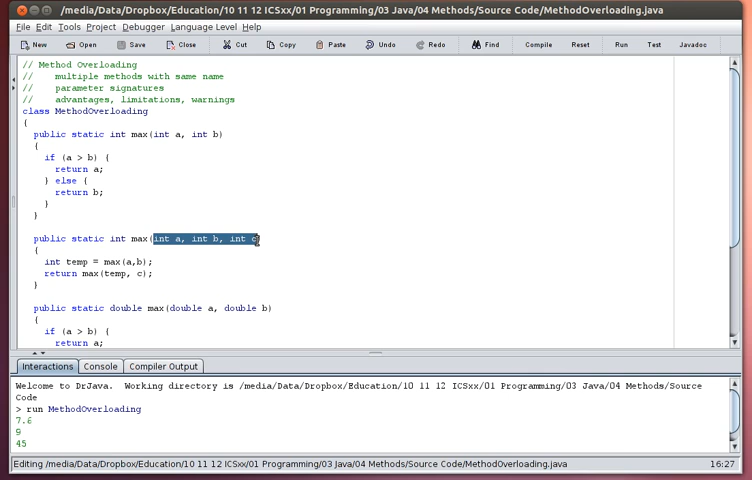 /media/Data/Dropbox/Education/10 11 12 ICSxx/01 Programming/03 Java/04 Methods/Source Code/MethodOverloading.java
File Edit Tools Project Debugger Language Level Help
New Open Save Close Cut Copy Paste Undo Redo Find Compile Reset Run Test Javadoc
// Method Overloading
//    multiple methods with same name
//    parameter signatures
//    advantages, limitations, warnings
class MethodOverloading
{
  public static int max(int a, int b)
  {
    if (a > b) {
      return a;
    } else {
      return b;
    }
  }
  public static int max(int a, int b, int c
  {
    int temp = max(a,b);
    return max(temp, c);
  }
  public static double max(double a, double b)
  {
    if (a > b) {
      return a;
Interactions Console Compiler Output
Welcome to DrJava.  Working directory is /media/Data/Dropbox/Education/10 11 12 ICSxx/01 Programming/03 Java/04 Methods/Source
Code
> run MethodOverloading
7.6
9
45
Editing /media/Data/Dropbox/Education/10 11 12 ICSxx/01 Programming/03 Java/04 Methods/Source Code/MethodOverloading.java 16:27